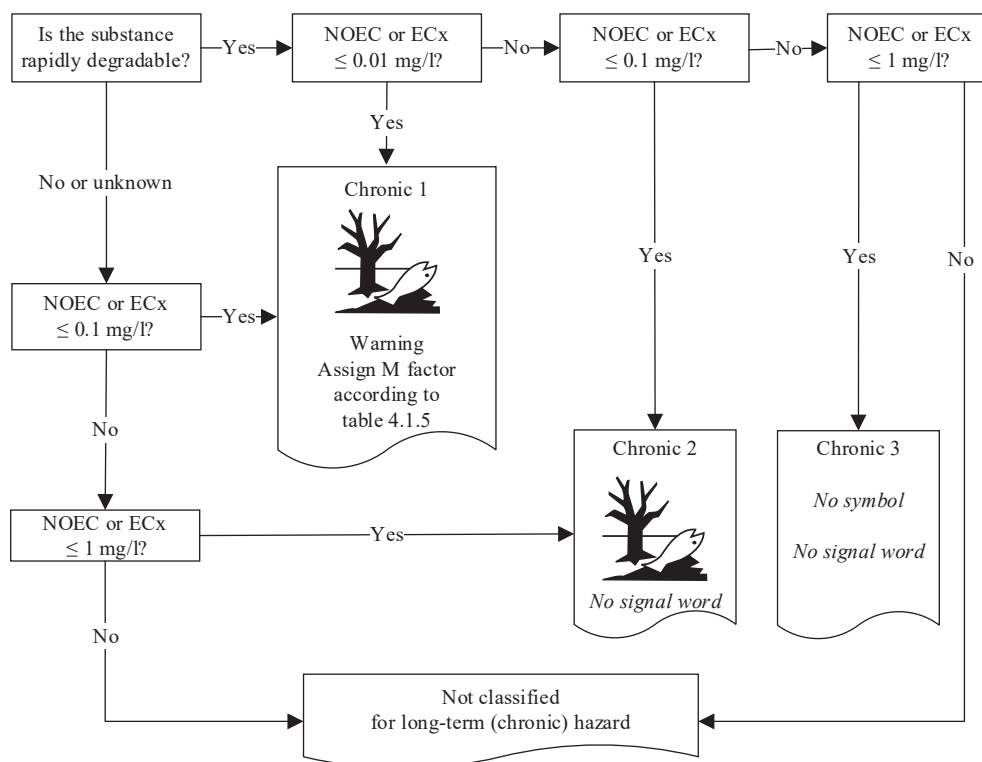 Is the substance
rapidly degradable?
Yes
NOEC or ECx
≤ 0.01 mg/l?
No
NOEC or ECx
≤ 0.1 mg/l?
No
NOEC or ECx
≤ 1 mg/l?
Yes
No or unknown
Chronic 1
Warning
Assign M factor
according to
table 4.1.5
Yes
Yes
No
NOEC or ECx
≤ 0.1 mg/l?
Yes
No
Chronic 2
No signal word
Chronic 3
No symbol
No signal word
NOEC or ECx
≤ 1 mg/l?
Yes
No
Not classified
for long-term (chronic) hazard